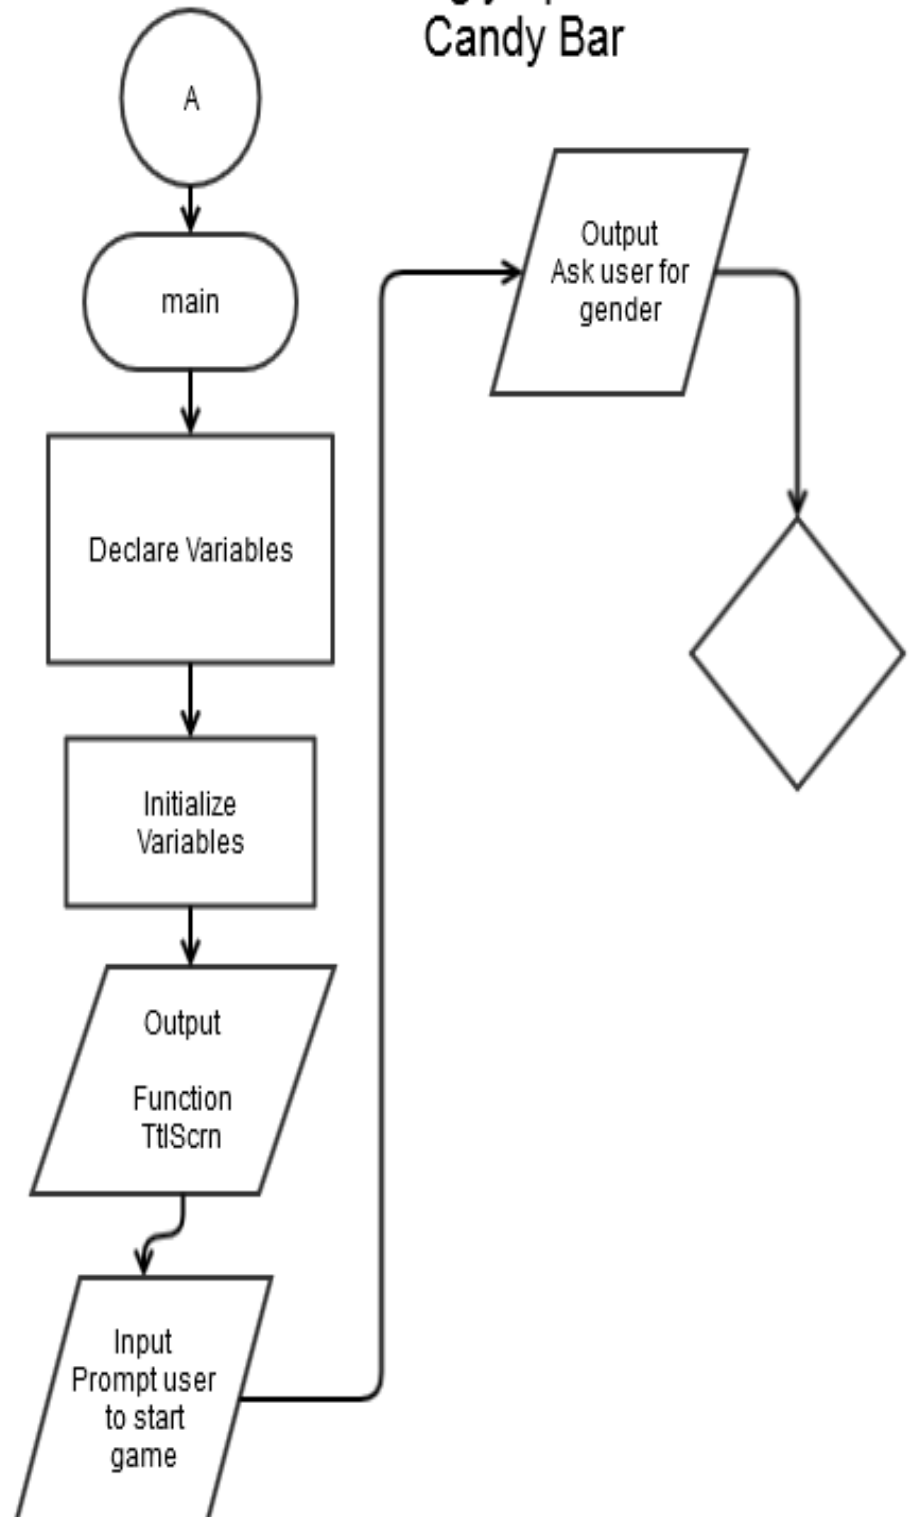 Candy Bar
A
main
Declare Variables
Initialize
Variables
Output
Function
TtlScrn
Input
Prompt user
to start
game
Output
Ask user for
gender